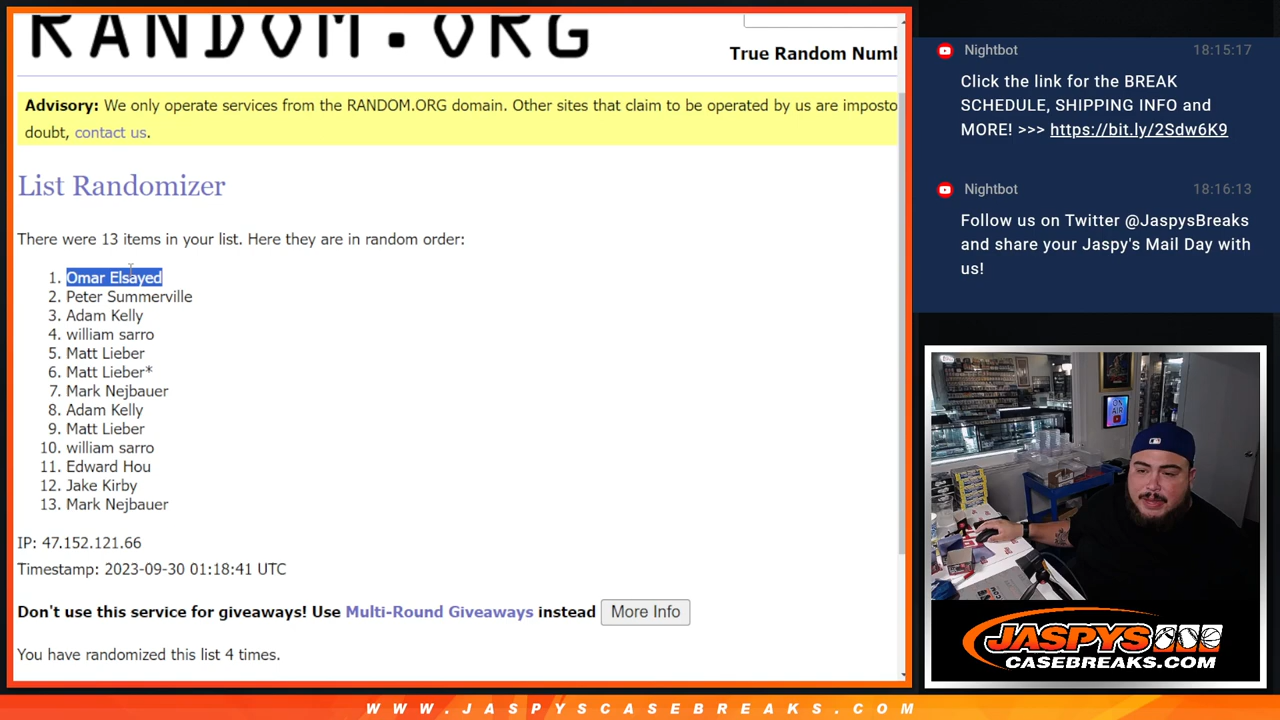 RANDOM.ORG
True Random Numb
Advisory: We only operate services from the RANDOM.ORG domain. Other sites that claim to be operated by us are imposto
doubt, contact us.
List Randomizer
There were 13 items in your list. Here they are in random order:
1. Omar Elsayed
2. Peter Summerville
3. Adam Kelly
4. william sarro
5. Matt Lieber
6. Matt Lieber*
7. Mark Nejbauer
8. Adam Kelly
9. Matt Lieber
10. william sarro
11. Edward Hou
12. Jake Kirby
13. Mark Nejbauer
IP: 47.152.121.66
Timestamp: 2023-09-30 01:18:41 UTC
Don't use this service for giveaways! Use Multi-Round Giveaways instead More Info
You have randomized this list 4 times.
Nightbot 18:15:17
Click the link for the BREAK
SCHEDULE, SHIPPING INFO and
MORE! >>> https://bit.ly/2Sdw6K9
Nightbot 18:16:13
Follow us on Twitter @JaspysBreaks
and share your Jaspy's Mail Day with
us!
ON
AIR
JASPYS
CASEBREAKS.COM
WWW.JASPYSCASEBREAKS.COM